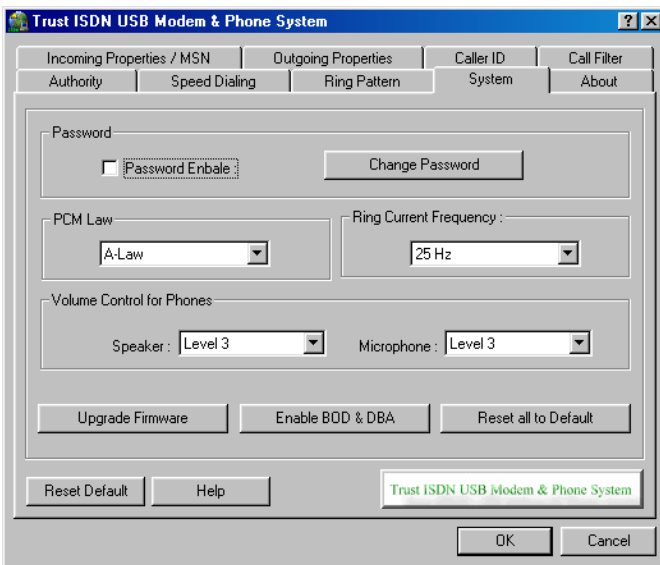 Trust ISDN USB Modem & Phone System
Incoming Properties / MSN Outgoing Properties Caller ID Call Filter
Authority Speed Dialing Ring Pattern System About
Password
Password Enbale : Change Password
PCM Law Ring Current Frequency :
A-Law 25 Hz
Volume Control for Phones
Speaker : Level 3 Microphone : Level 3
Upgrade Firmware Enable BOD & DBA Reset all to Default
Reset Default Help Trust ISDN USB Modem & Phone System
OK Cancel